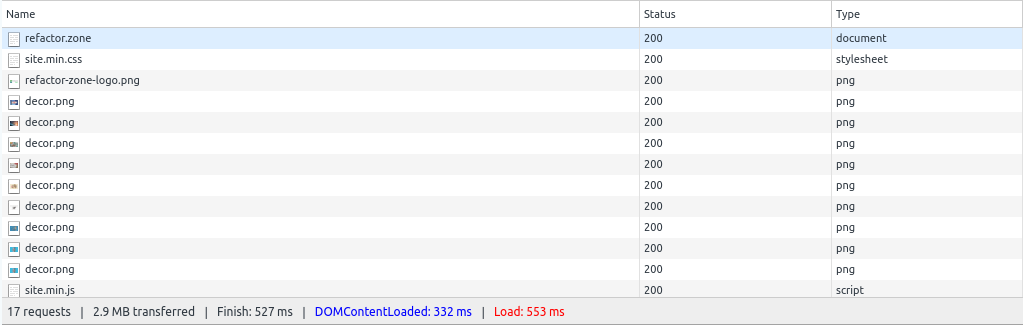 Name Status Type
refactor.zone 200 document
site.min.css 200 stylesheet
refactor-zone-logo.png 200 png
decor.png 200 png
decor.png 200 png
decor.png 200 png
decor.png 200 png
decor.png 200 png
decor.png 200 png
decor.png 200 png
decor.png 200 png
decor.png 200 png
site.min.js 200 script
17 requests | 2.9 MB transferred | Finish: 527 ms | DOMContentLoaded: 332 ms | Load: 553 ms